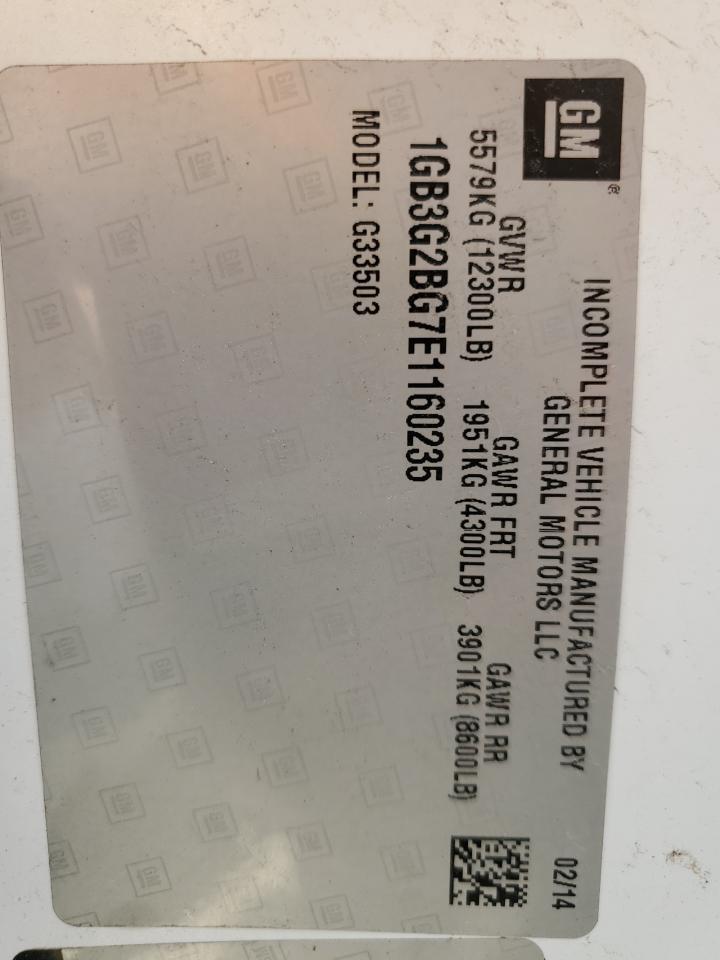 GM®
INCOMPLETE VEHICLE MANUFACTURED BY
GENERAL MOTORS LLC
02/14
GVWR GAWR FRT GAWR RR
5579KG (12300LB) 1951KG (4300LB) 3901KG (8600LB)
1GB3G2BG7E1160235
MODEL: G33503